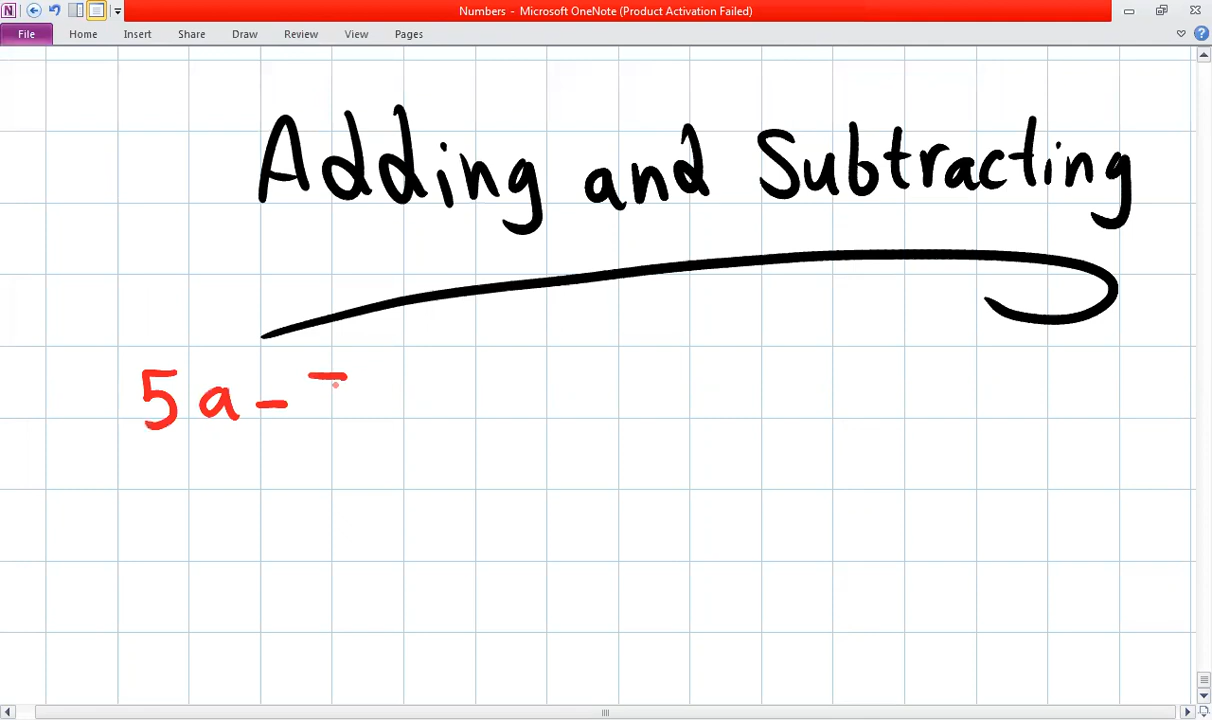 Numbers - Microsoft OneNote (Product Activation Failed)
File Home Insert Share Draw Review View Pages
Adding and Subtracting
5a -